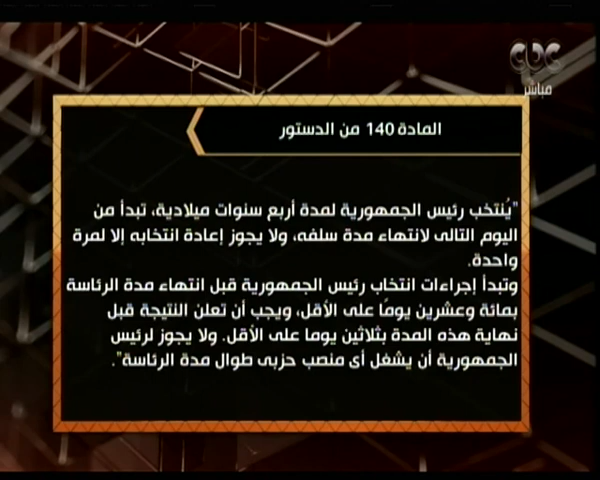 cbc
مباشر
المادة 140 من الدستور
"يُنتخب رئيس الجمهورية لمدة أربع سنوات ميلادية، تبدأ من
اليوم التالى لانتهاء مدة سلفه، ولا يجوز إعادة انتخابه إلا لمرة
واحدة.
وتبدأ إجراءات انتخاب رئيس الجمهورية قبل انتهاء مدة الرئاسة
بمائة وعشرين يومًا على الأقل، ويجب أن تعلن النتيجة قبل
نهاية هذه المدة بثلاثين يوما على الأقل. ولا يجوز لرئيس
الجمهورية أن يشغل أى منصب حزبى طوال مدة الرئاسة".